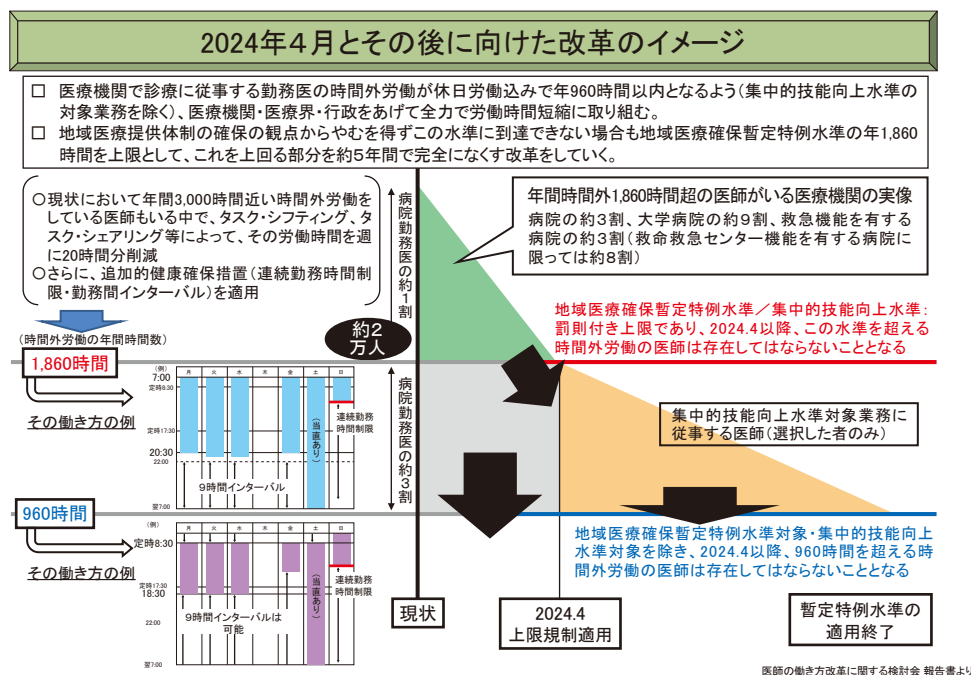 2024年4月とその後に向けた改革のイメージ
□ 医療機関で診療に従事する勤務医の時間外労働が休日労働込みで年960時間以内となるよう(集中的技能向上水準の
対象業務を除く)、医療機関・医療界・行政をあげて全力で労働時間短縮に取り組む。
□ 地域医療提供体制の確保の観点からやむを得ずこの水準に到達できない場合も地域医療確保暫定特例水準の年1,860
時間を上限として、これを上回る部分を約5年間で完全になくす改革をしていく。
○現状において年間3,000時間近い時間外労働を
している医師もいる中で、タスク・シフティング、タ
スク・シェアリング等によって、その労働時間を週
に20時間分削減
○さらに、追加的健康確保措置(連続勤務時間制
限・勤務間インターバル)を適用
病院勤務医の約1割
年間時間外1,860時間超の医師がいる医療機関の実像
病院の約3割、大学病院の約9割、救急機能を有する
病院の約3割(救命救急センター機能を有する病院に
限っては約8割)
約2
万人
地域医療確保暫定特例水準/集中的技能向上水準:
罰則付き上限であり、2024.4以降、この水準を超える
時間外労働の医師は存在してはならないこととなる
(時間外労働の年間時間数)
1,860時間
その働き方の例
(例)
月 火 水 木 金 土 日
7:00
定時8:30
定時17:30
20:30
22:00
翌7:00
(当直あり)
連続勤務
時間制限
9時間インターバル
病院勤務医の約3割
集中的技能向上水準対象業務に
従事する医師(選択した者のみ)
960時間
その働き方の例
(例)
月 火 水 木 金 土 日
定時8:30
定時17:30
18:30
22:00
翌7:00
(当直あり)
連続勤務
時間制限
9時間インターバルは
可能
地域医療確保暫定特例水準対象・集中的技能向上
水準対象を除き、2024.4以降、960時間を超える時
間外労働の医師は存在してはならないこととなる
現状
2024.4
上限規制適用
暫定特例水準の
適用終了
医師の働き方改革に関する検討会 報告書より